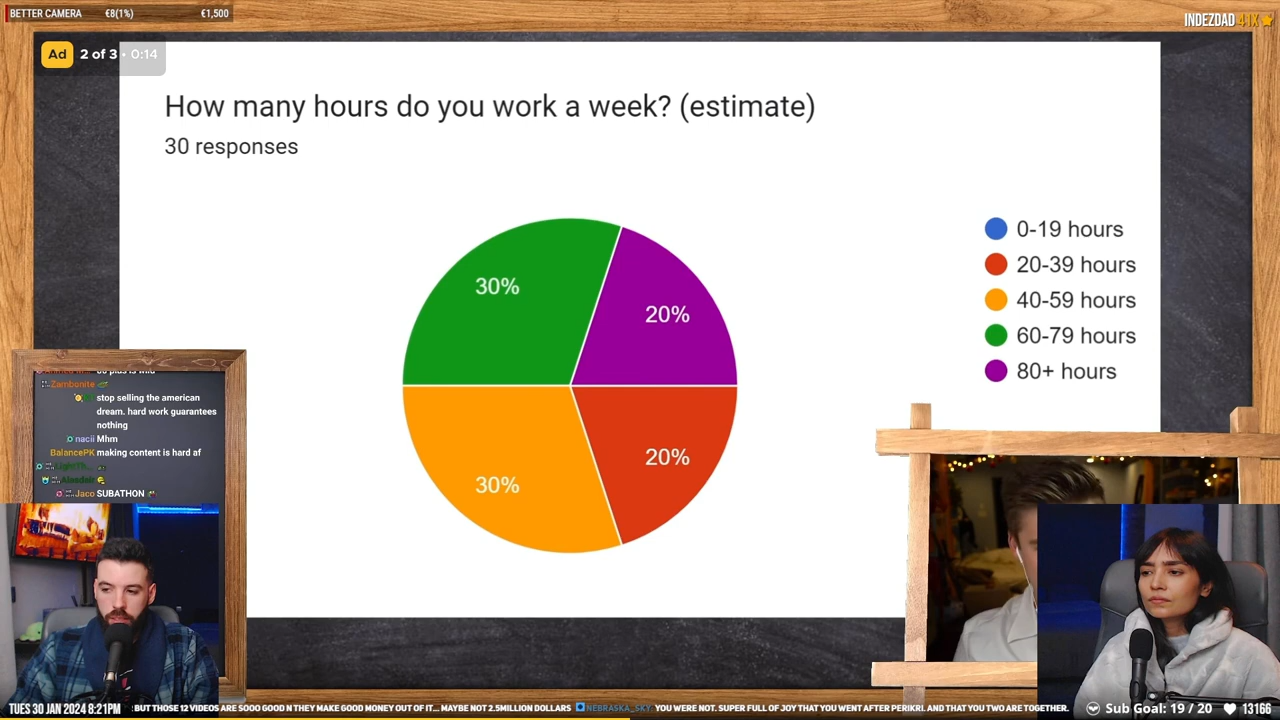 BETTER CAMERA €8(1%) €1,500
INDEZDAD 41X
Ad 2 of 3 • 0:14
How many hours do you work a week? (estimate)
30 responses
30%
20%
30%
20%
0-19 hours
20-39 hours
40-59 hours
60-79 hours
80+ hours
Zambonite
stop selling the american
dream. hard work guarantees
nothing
nacii Mhm
BalancePK making content is hard af
Jaco SUBATHON
TUES 30 JAN 2024 8:21PM
: BUT THOSE 12 VIDEOS ARE SOOO GOOD N THEY MAKE GOOD MONEY OUT OF IT... MAYBE NOT 2.5MILLION DOLLARS NEBRASKA_SKY: YOU WERE NOT. SUPER FULL OF JOY THAT YOU WENT AFTER PERIKRI. AND THAT YOU TWO ARE TOGETHER.
Sub Goal: 19 / 20 13166